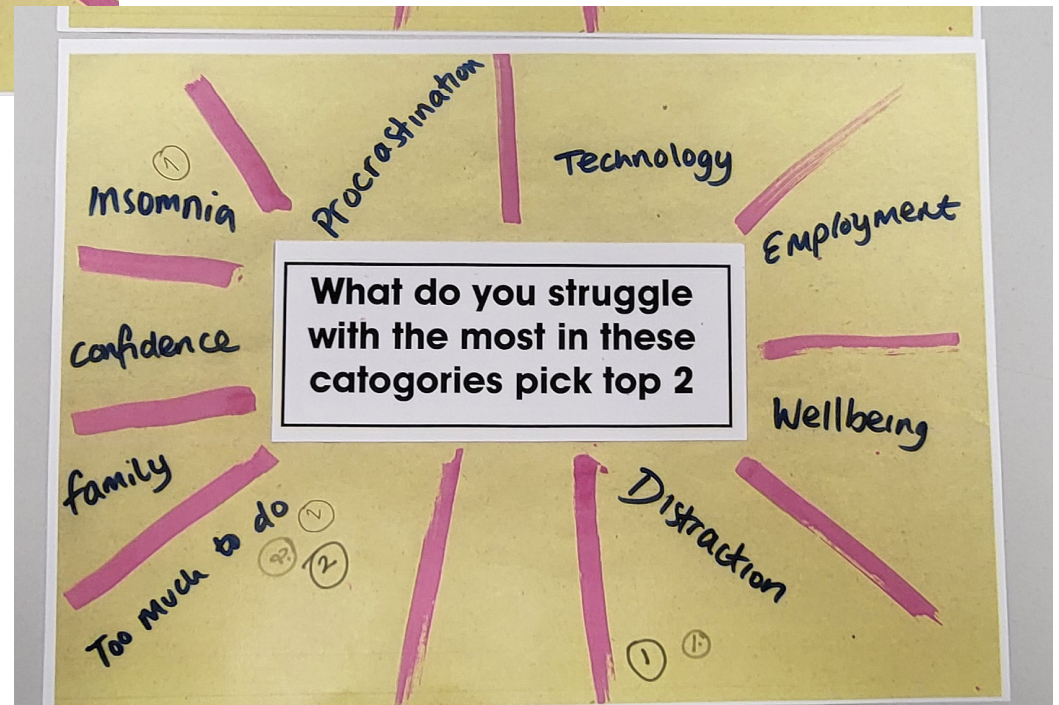 Procrastination
Technology
Employment
Wellbeing
Distraction
1 1
Too much to do
2
2 2
family
confidence
Insomnia
1
What do you struggle
with the most in these
catogories pick top 2